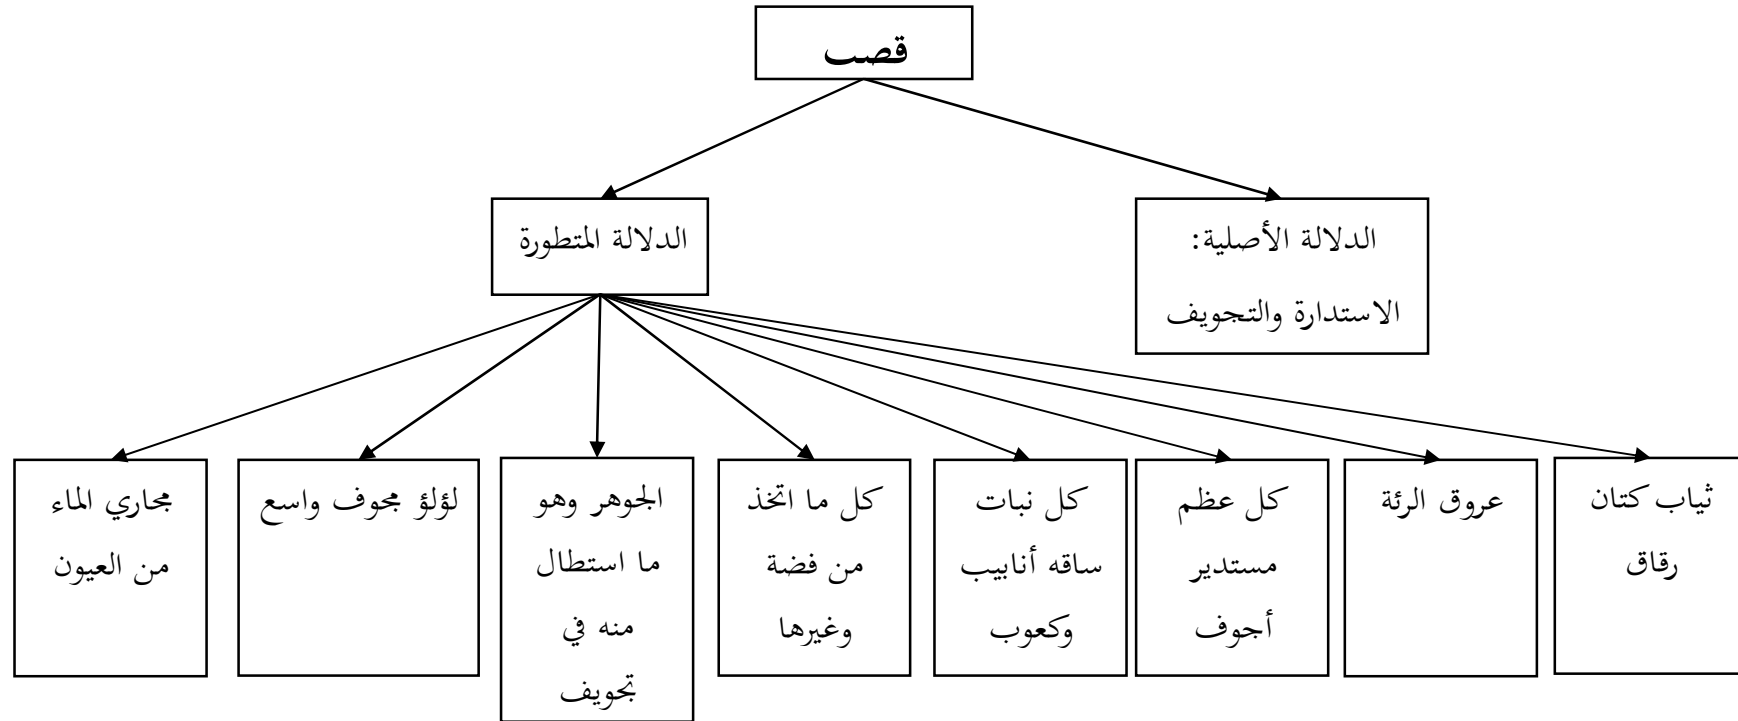 قصب
الدلالة الأصلية:
الاستدارة والتجويف
الدلالة المتطورة
ثياب كتان
رقاق
عروق الرئة
كل عظم
مستدير
أجوف
كل نبات
ساقه أنابيب
وكعوب
كل ما اتخذ
من فضة
وغيرها
الجوهر وهو
ما استطال
منه في
تجويف
لؤلؤ مجوف واسع
مجاري الماء
من العيون